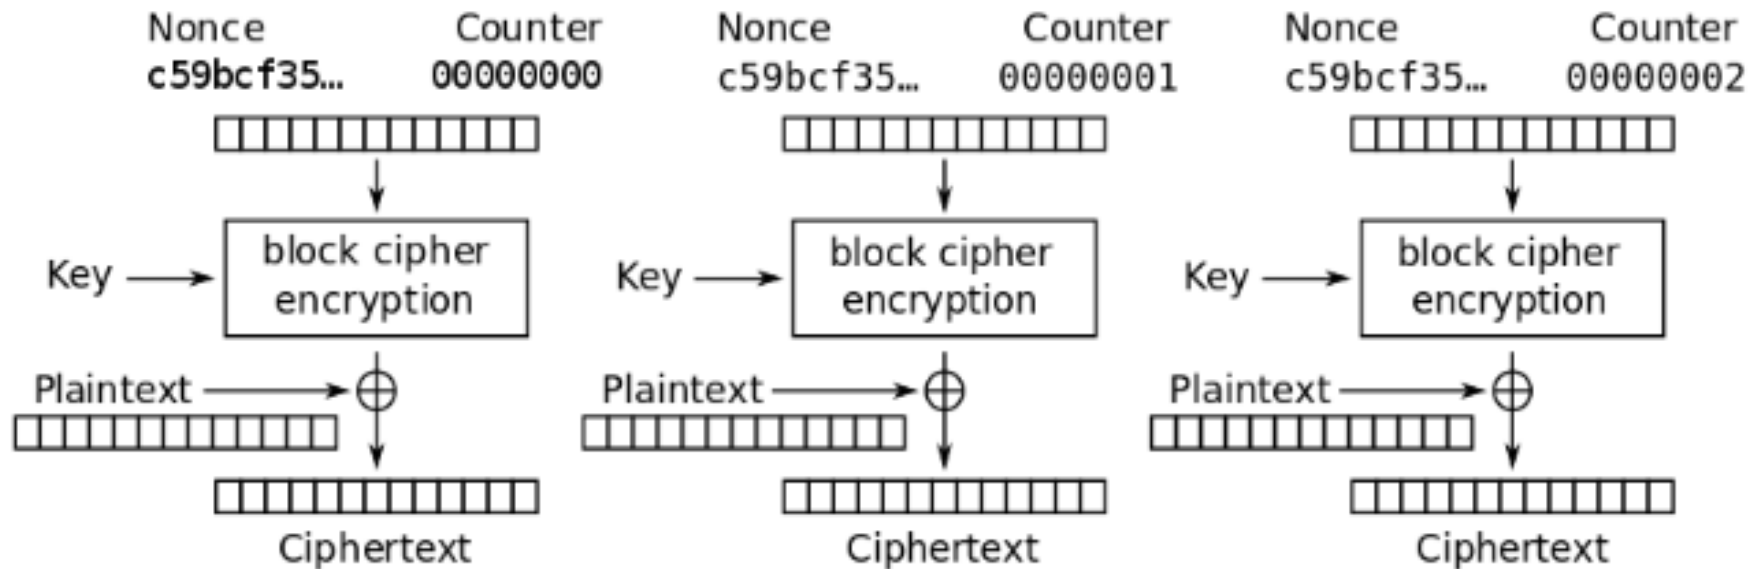 Nonce Counter Nonce Counter Nonce Counter
c59bcf35… 00000000 c59bcf35… 00000001 c59bcf35… 00000002
block cipher block cipher block cipher
Key encryption Key encryption Key encryption
Plaintext Plaintext Plaintext
Ciphertext Ciphertext Ciphertext